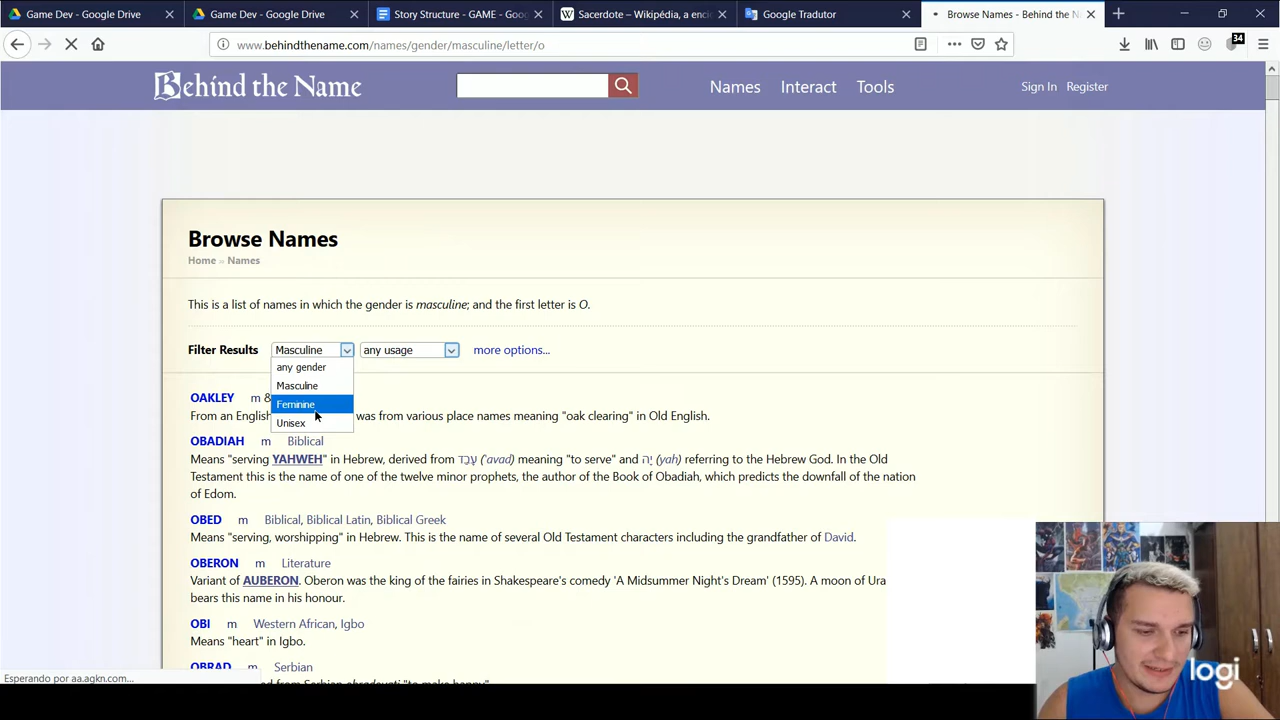 Game Dev - Google Drive
Game Dev - Google Drive
Story Structure - GAME - Goog
Sacerdote – Wikipédia, a enci
Google Tradutor
Browse Names - Behind the N
www.behindthename.com/names/gender/masculine/letter/o
34
Behind the Name
Names
Interact
Tools
Sign In
Register
Browse Names
Home » Names
This is a list of names in which the gender is masculine; and the first letter is O.
Filter Results Masculine any usage more options...
any gender
Masculine
Feminine
Unisex
OAKLEY m &
From an English was from various place names meaning "oak clearing" in Old English.
OBADIAH m Biblical
Means "serving YAHWEH" in Hebrew, derived from עָבַד ('avad) meaning "to serve" and יָהּ (yah) referring to the Hebrew God. In the Old
Testament this is the name of one of the twelve minor prophets, the author of the Book of Obadiah, which predicts the downfall of the nation
of Edom.
OBED m Biblical, Biblical Latin, Biblical Greek
Means "serving, worshipping" in Hebrew. This is the name of several Old Testament characters including the grandfather of David.
OBERON m Literature
Variant of AUBERON. Oberon was the king of the fairies in Shakespeare's comedy 'A Midsummer Night's Dream' (1595). A moon of Ura
bears this name in his honour.
OBI m Western African, Igbo
Means "heart" in Igbo.
OBRAD m Serbian
ed from Serbian obradovati "to make happy"
Esperando por aa.agkn.com...
logi